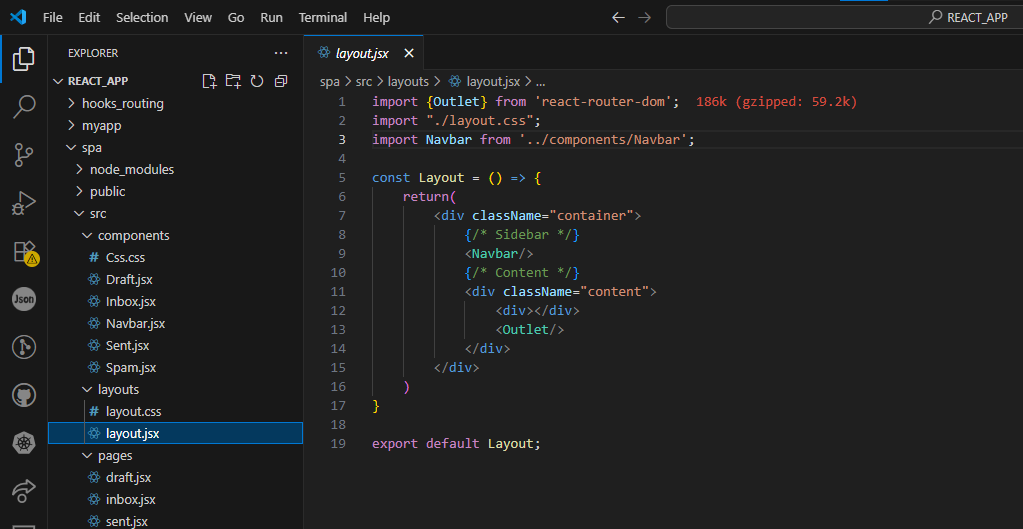 File Edit Selection View Go Run Terminal Help
REACT_APP
EXPLORER
REACT_APP
hooks_routing
myapp
spa
node_modules
public
src
components
# Css.css
Draft.jsx
Inbox.jsx
Navbar.jsx
Sent.jsx
Spam.jsx
layouts
# layout.css
layout.jsx
pages
draft.jsx
inbox.jsx
sent.jsx
Json
layout.jsx
spa > src > layouts > layout.jsx > ...
1 import {Outlet} from 'react-router-dom'; 186k (gzipped: 59.2k)
2 import "./layout.css";
3 import Navbar from '../components/Navbar';
4
5 const Layout = () => {
6 return(
7 <div className="container">
8 {/* Sidebar */}
9 <Navbar/>
10 {/* Content */}
11 <div className="content">
12 <div></div>
13 <Outlet/>
14 </div>
15 </div>
16 )
17 }
18
19 export default Layout;